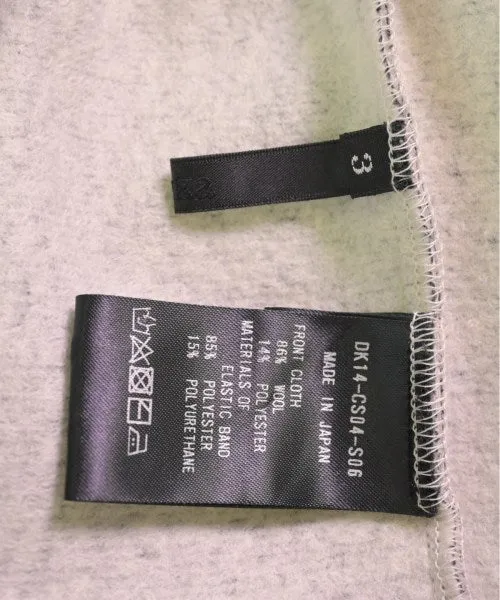 3
DK14-CS04-S06
MADE IN JAPAN
FRONT CLOTH
86% WOOL
14% POLYESTER
MATERIALS OF
ELASTIC BAND
85% POLYESTER
15% POLYURETHANE